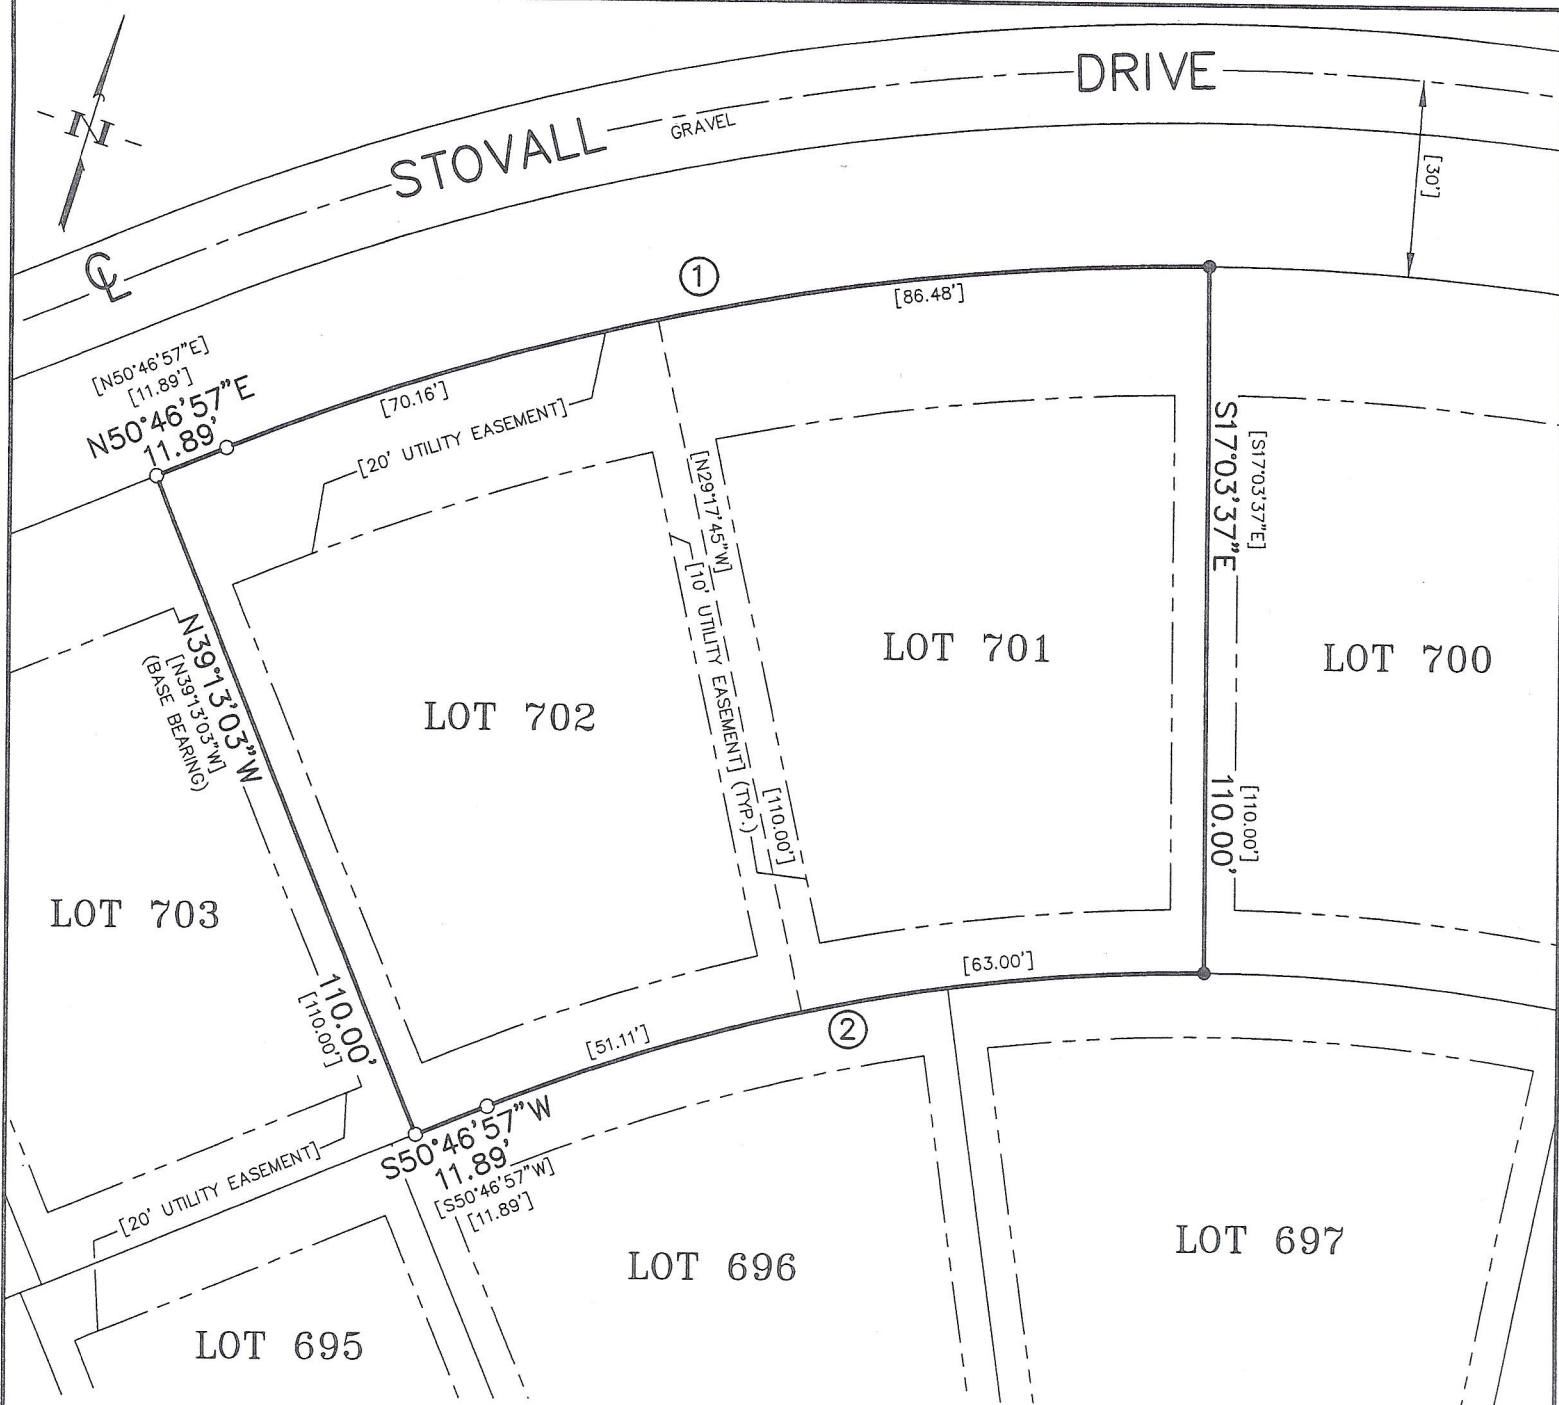 DRIVE
STOVALL
GRAVEL
N
[30']
CL
①
[86.48']
[N50°46'57"E]
[11.89']
N50°46'57"E
11.89'
[70.16']
[20' UTILITY EASEMENT]
[N29°17'45"W]
[10' UTILITY EASEMENT] (TYP.)
[110.00']
S17°03'37"E
[S17°03'37"E]
110.00'
[110.00']
LOT 701
LOT 700
LOT 702
N39°13'03"W
[N39°13'03"W]
(BASE BEARING)
LOT 703
110.00'
[110.00']
[63.00']
②
[51.11']
S50°46'57"W
11.89'
[S50°46'57"W]
[11.89']
[20' UTILITY EASEMENT]
LOT 697
LOT 696
LOT 695